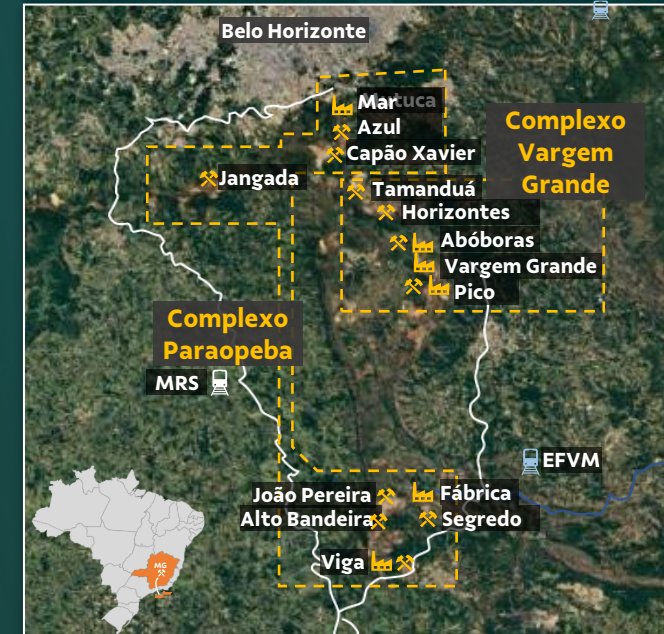 Belo Horizonte
Mar
Azul
Capão Xavier
Complexo
Vargem
Grande
Jangada
Tamanduá
Horizontes
Abóboras
Vargem Grande
Pico
Complexo
Paraopeba
MRS
EFVM
João Pereira
Fábrica
Alto Bandeira
Segredo
Viga
MG